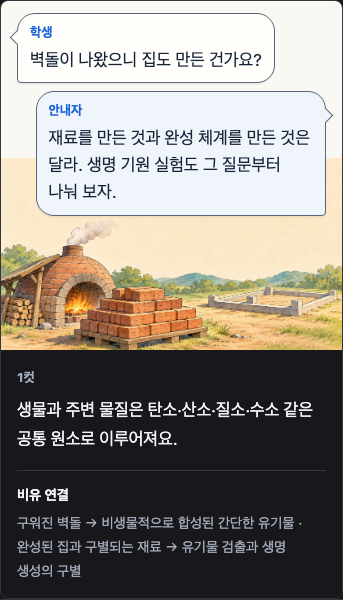 학생
벽돌이 나왔으니 집도 만든 건가요?
안내자
재료를 만든 것과 완성 체계를 만든 것은
달라. 생명 기원 실험도 그 질문부터
나눠 보자.
1컷
생물과 주변 물질은 탄소·산소·질소·수소 같은
공통 원소로 이루어져요.
비유 연결
구워진 벽돌 → 비생물적으로 합성된 간단한 유기물 ·
완성된 집과 구별되는 재료 → 유기물 검출과 생명
생성의 구별